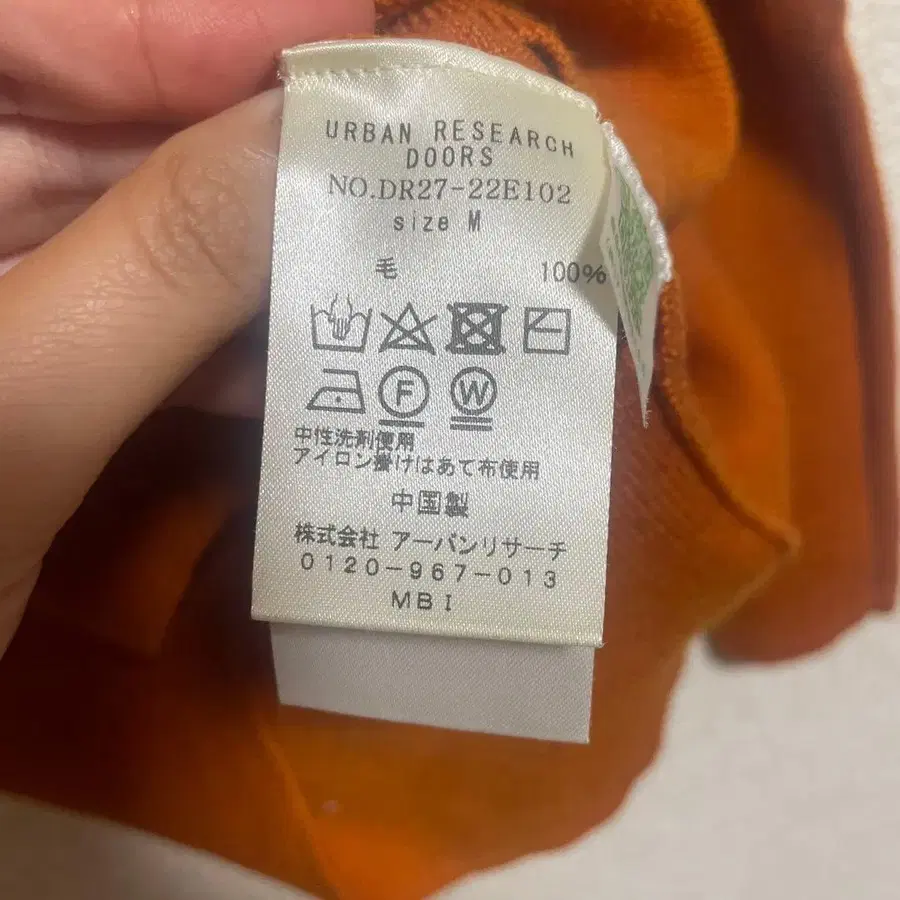 URBAN RESEARCH
DOORS
NO.DR27-22E102
size M
毛 100%
F W
中性洗剤使用
アイロン掛けはあて布使用
中国製
株式会社 アーバンリサーチ
0120-967-013
MBI